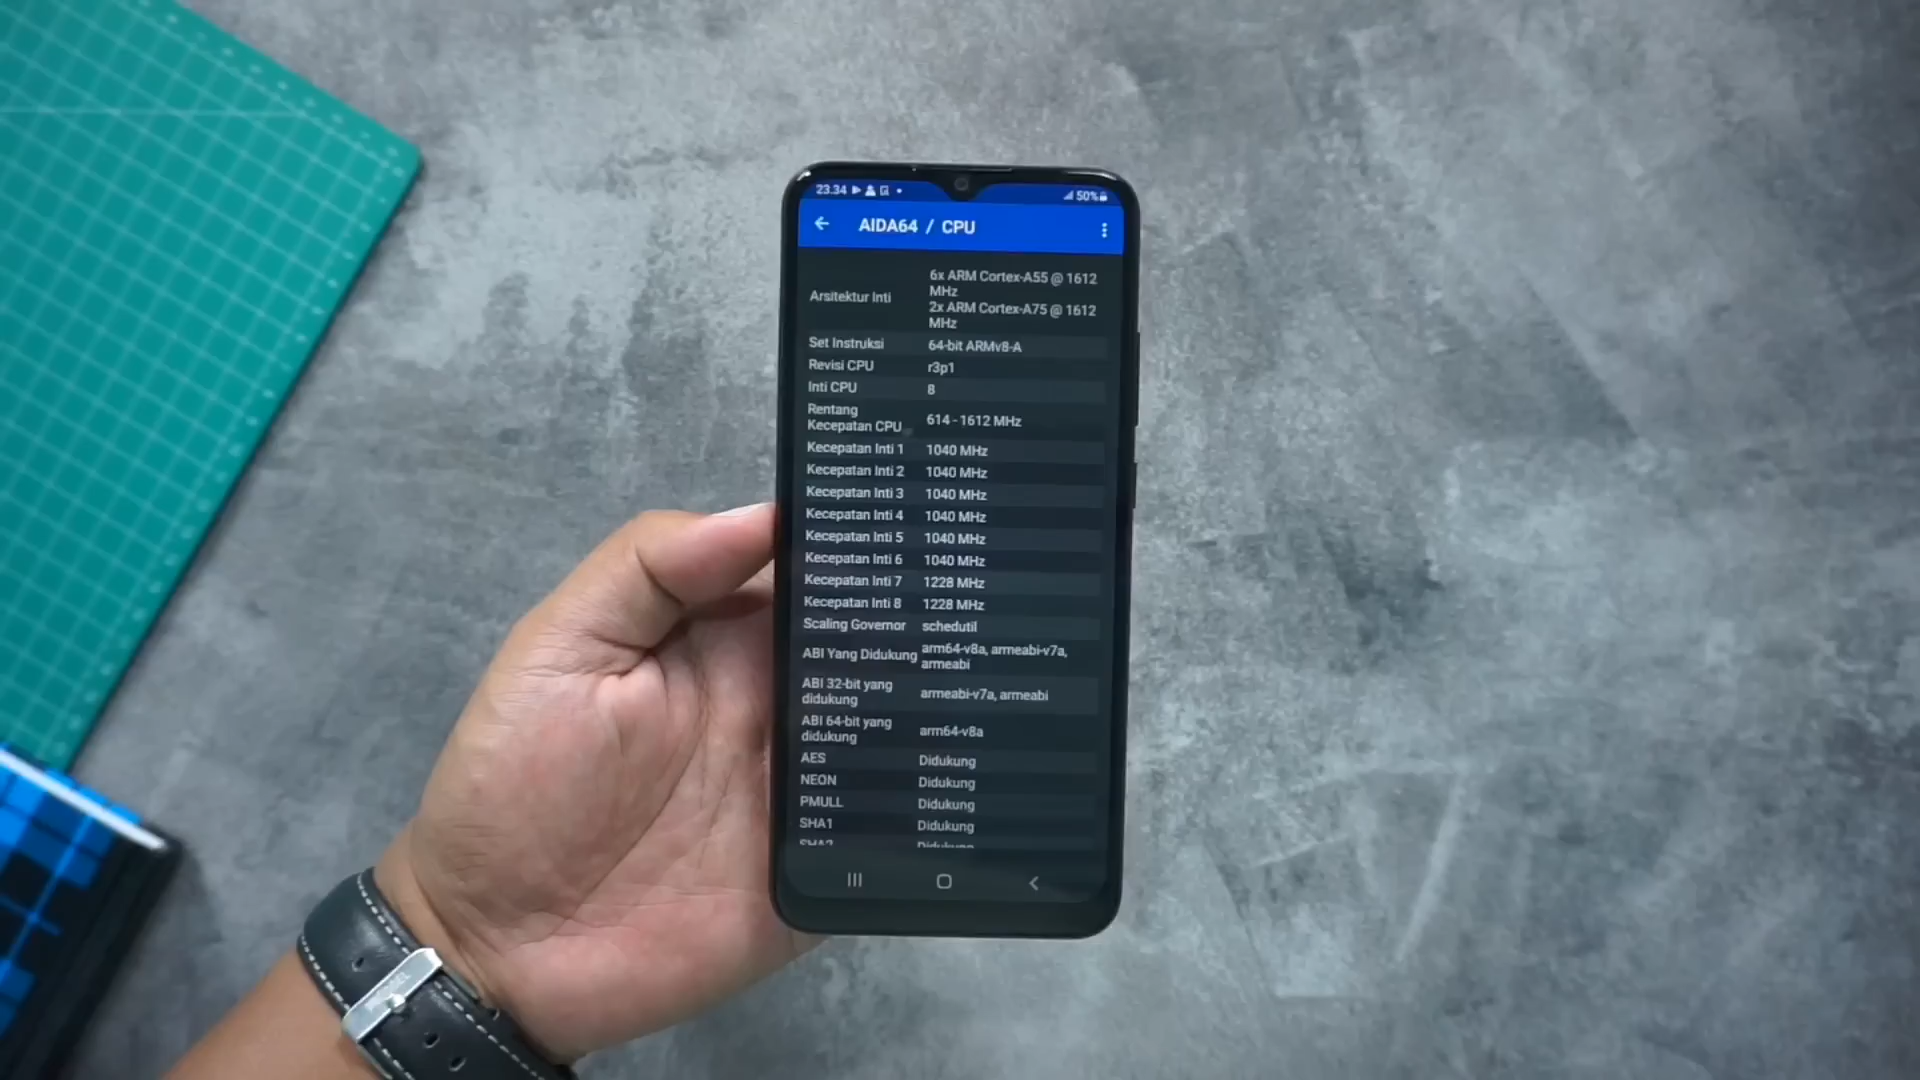 23.34 50%
AIDA64 / CPU
Arsitektur Inti
6x ARM Cortex-A55 @ 1612
MHz
2x ARM Cortex-A75 @ 1612
MHz
Set Instruksi 64-bit ARMv8-A
Revisi CPU r3p1
Inti CPU 8
Rentang
Kecepatan CPU 614 - 1612 MHz
Kecepatan Inti 1 1040 MHz
Kecepatan Inti 2 1040 MHz
Kecepatan Inti 3 1040 MHz
Kecepatan Inti 4 1040 MHz
Kecepatan Inti 5 1040 MHz
Kecepatan Inti 6 1040 MHz
Kecepatan Inti 7 1228 MHz
Kecepatan Inti 8 1228 MHz
Scaling Governor schedutil
ABI Yang Didukung arm64-v8a, armeabi-v7a,
armeabi
ABI 32-bit yang
didukung armeabi-v7a, armeabi
ABI 64-bit yang
didukung arm64-v8a
AES Didukung
NEON Didukung
PMULL Didukung
SHA1 Didukung
SHA2 Didukung